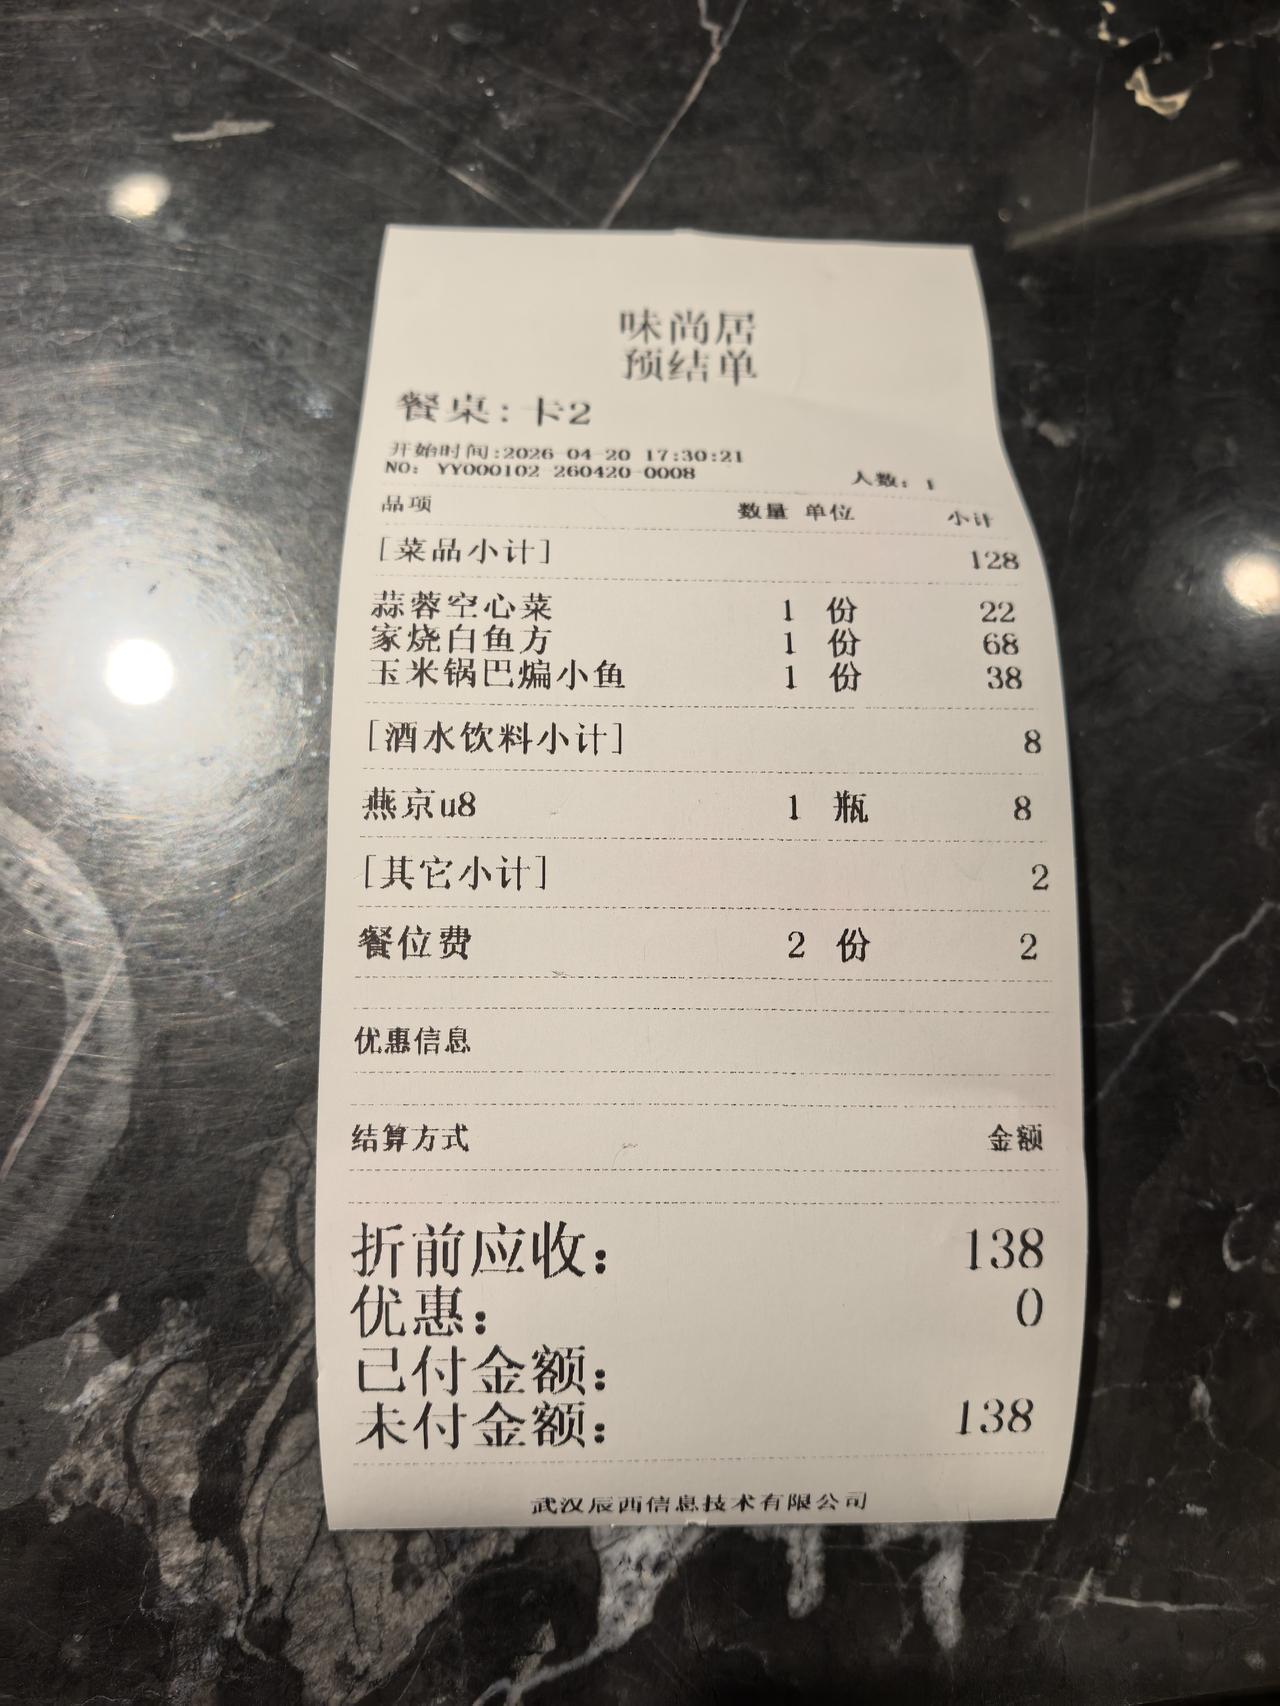 味尚居
预结单
餐桌：卡2
开始时间:2026-04-20 17:30:21
NO: YY000102-260420-0008 人数: 1
品项 数量 单位 小计
[菜品小计] 128
蒜蓉空心菜 1 份 22
家烧白鱼方 1 份 68
玉米锅巴煸小鱼 1 份 38
[酒水饮料小计] 8
燕京u8 1 瓶 8
[其它小计] 2
餐位费 2 份 2
优惠信息
结算方式 金额
折前应收： 138
优惠： 0
已付金额：
未付金额： 138
武汉辰西信息技术有限公司